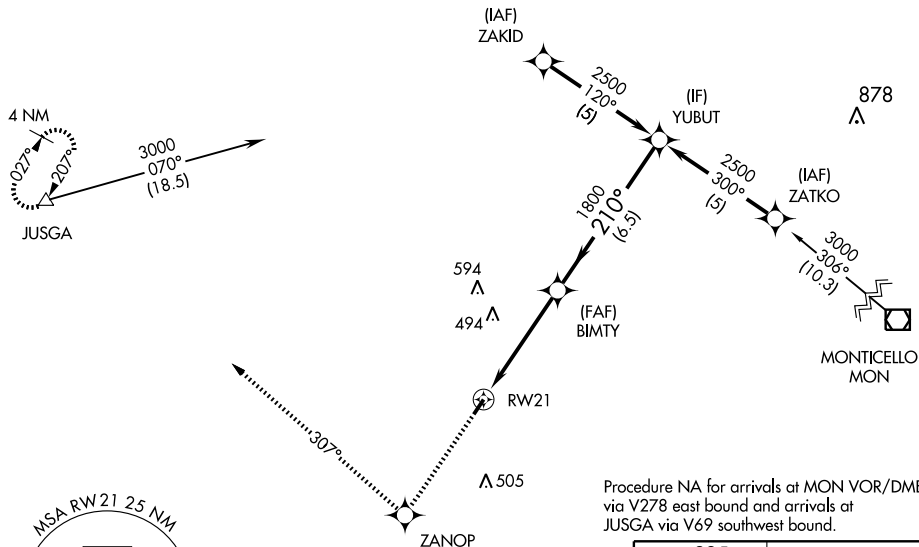 (IAF)
ZAKID
2500
120°
(5)
(IF)
YUBUT
878
4 NM
027°
207°
3000
070°
(18.5)
JUSGA
2500
300°
(5)
(IAF)
ZATKO
1800
210°
(6.5)
3000
306°
(10.3)
594
494
(FAF)
BIMTY
MONTICELLO
MON
RW21
307°
505
ZANOP
MSA RW21 25 NM
Procedure NA for arrivals at MON VOR/DME
via V278 east bound and arrivals at
JUSGA via V69 southwest bound.